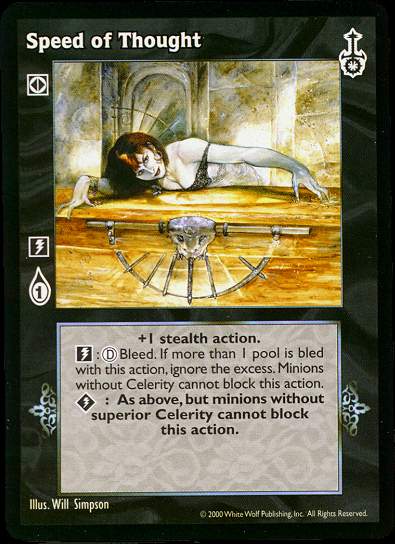 Speed of Thought
1
+1 stealth action.
: D Bleed. If more than 1 pool is bled
with this action, ignore the excess. Minions
without Celerity cannot block this action.
: As above, but minions without
superior Celerity cannot block
this action.
Illus. Will Simpson
© 2000 White Wolf Publishing, Inc. All Rights Reserved.